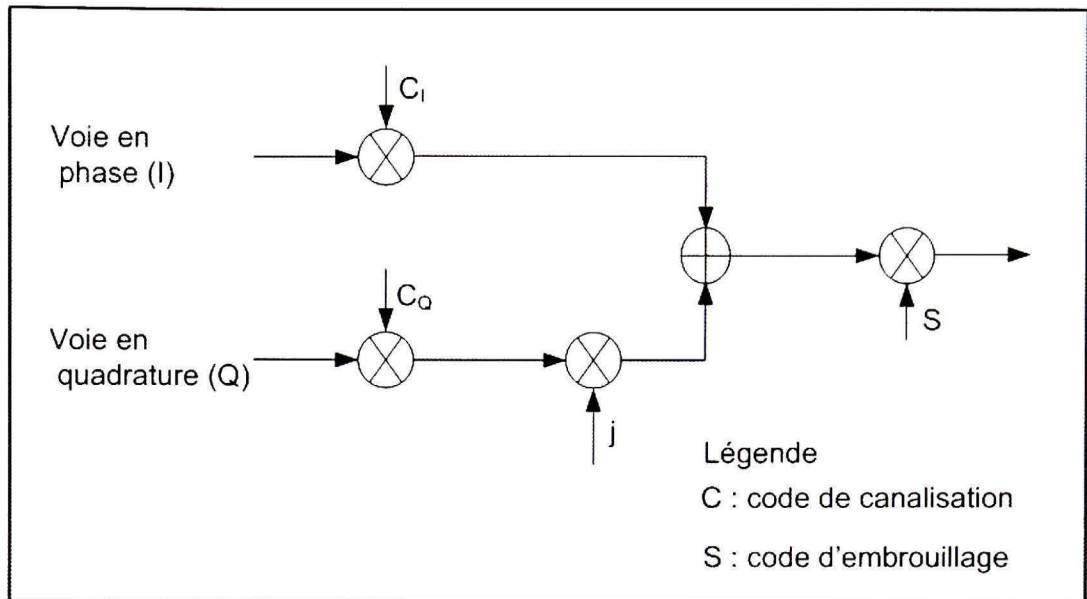 C_I
Voie en
phase (I)
C_Q
Voie en
quadrature (Q)
j
S
Légende
C : code de canalisation
S : code d'embrouillage